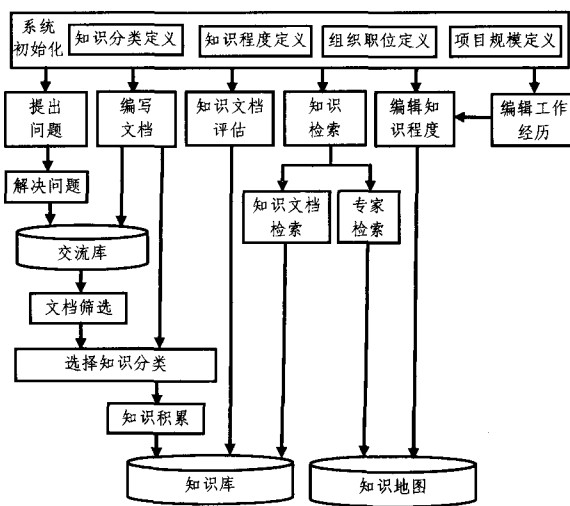 系统
初始化
知识分类定义
知识程度定义
组织职位定义
项目规模定义
提出
问题
编写
文档
知识文档
评估
知识
检索
编辑知
识程度
编辑工作
经历
解决问题
知识文档
检索
专家
检索
交流库
文档筛选
选择知识分类
知识积累
知识库
知识地图